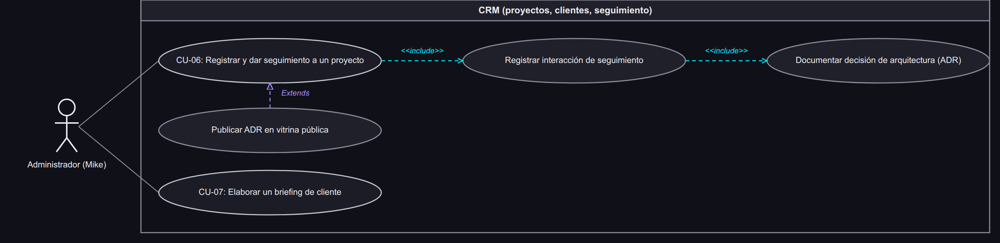 CRM (proyectos, clientes, seguimiento)
CU-06: Registrar y dar seguimiento a un proyecto
<<include>>
Registrar interacción de seguimiento
<<include>>
Documentar decisión de arquitectura (ADR)
Extends
Publicar ADR en vitrina pública
Administrador (Mike)
CU-07: Elaborar un briefing de cliente